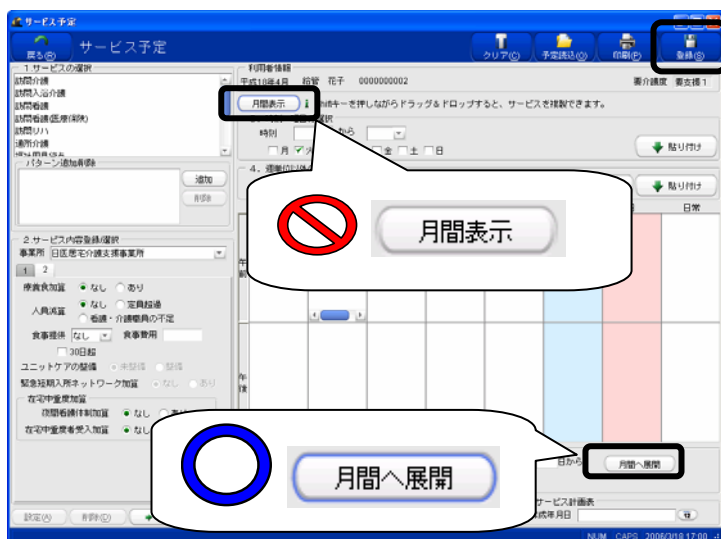 サービス予定
戻る(R)
サービス予定
クリア(C)
予定読込(O)
印刷(P)
登録(S)
1.サービスの選択
訪問介護
訪問入浴介護
訪問看護
訪問看護(医療保険)
訪問リハ
通所介護
パターン追加削除
追加
削除
2.サービス内容登録/選択
事業所 日医居宅介護支援事業所
1 2
療養食加算 なし あり
人員減算 なし 定員超過
看護・介護職員の不足
食事提供 なし 食事費用
30日超
ユニットケアの整備 未整備 整備
緊急短期入所ネットワーク加算 なし あり
在宅中重度加算
夜間看護体制加算 なし あり
在宅中重度者受入加算 なし
設定(A) 削除(D)
利用者情報
平成18年4月 給管 花子 0000000002 要介護度 要支援1
月間表示 Shiftキーを押しながらドラッグ&ドロップすると、サービスを複製できます。
時刻 から
月 火 金 土 日
貼り付け
4.週単位以外
貼り付け
日常
午前
午後
月間表示
月間へ展開
日から 月間へ展開
サービス計画表
成年月日
NUM CAPS 2006/3/18 17:00